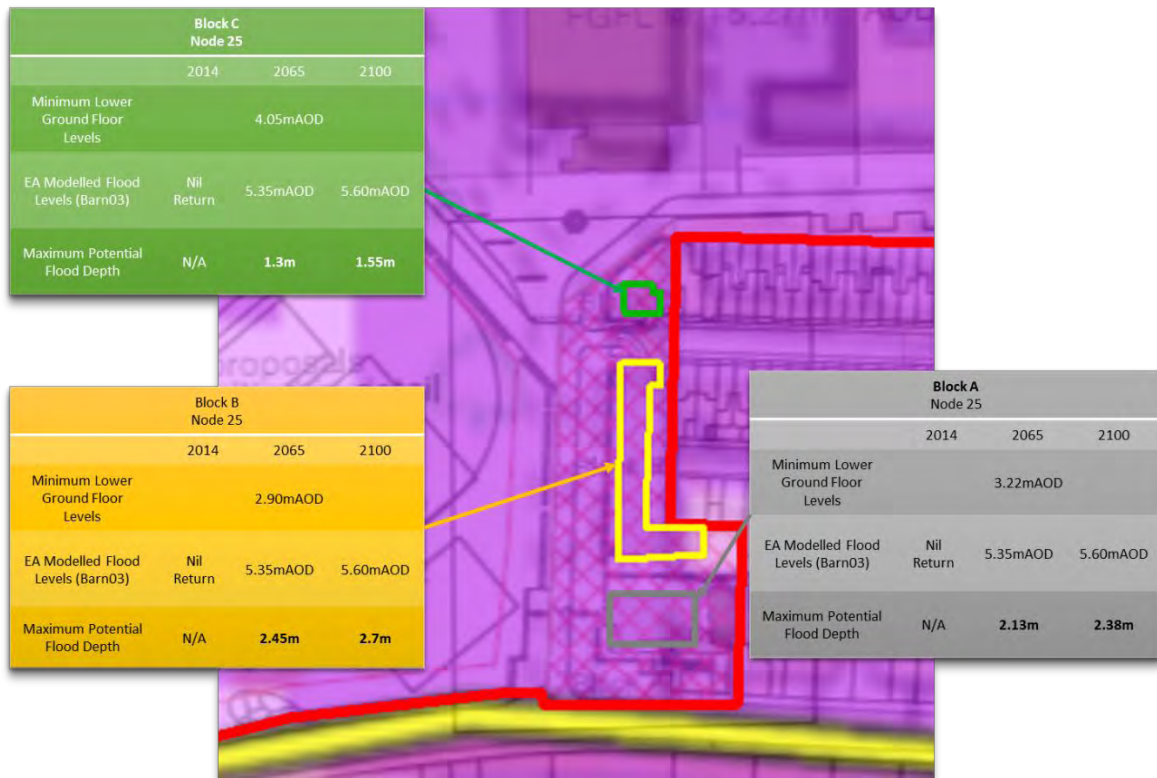 Block C
Node 25
2014 2065 2100
Minimum Lower
Ground Floor
Levels
4.05mAOD
EA Modelled Flood
Levels (Barn03)
Nil
Return
5.35mAOD 5.60mAOD
Maximum Potential
Flood Depth
N/A 1.3m 1.55m
Block B
Node 25
2014 2065 2100
Minimum Lower
Ground Floor
Levels
2.90mAOD
EA Modelled Flood
Levels (Barn03)
Nil
Return
5.35mAOD 5.60mAOD
Maximum Potential
Flood Depth
N/A 2.45m 2.7m
Block A
Node 25
2014 2065 2100
Minimum Lower
Ground Floor
Levels
3.22mAOD
EA Modelled Flood
Levels (Barn03)
Nil
Return
5.35mAOD 5.60mAOD
Maximum Potential
Flood Depth
N/A 2.13m 2.38m